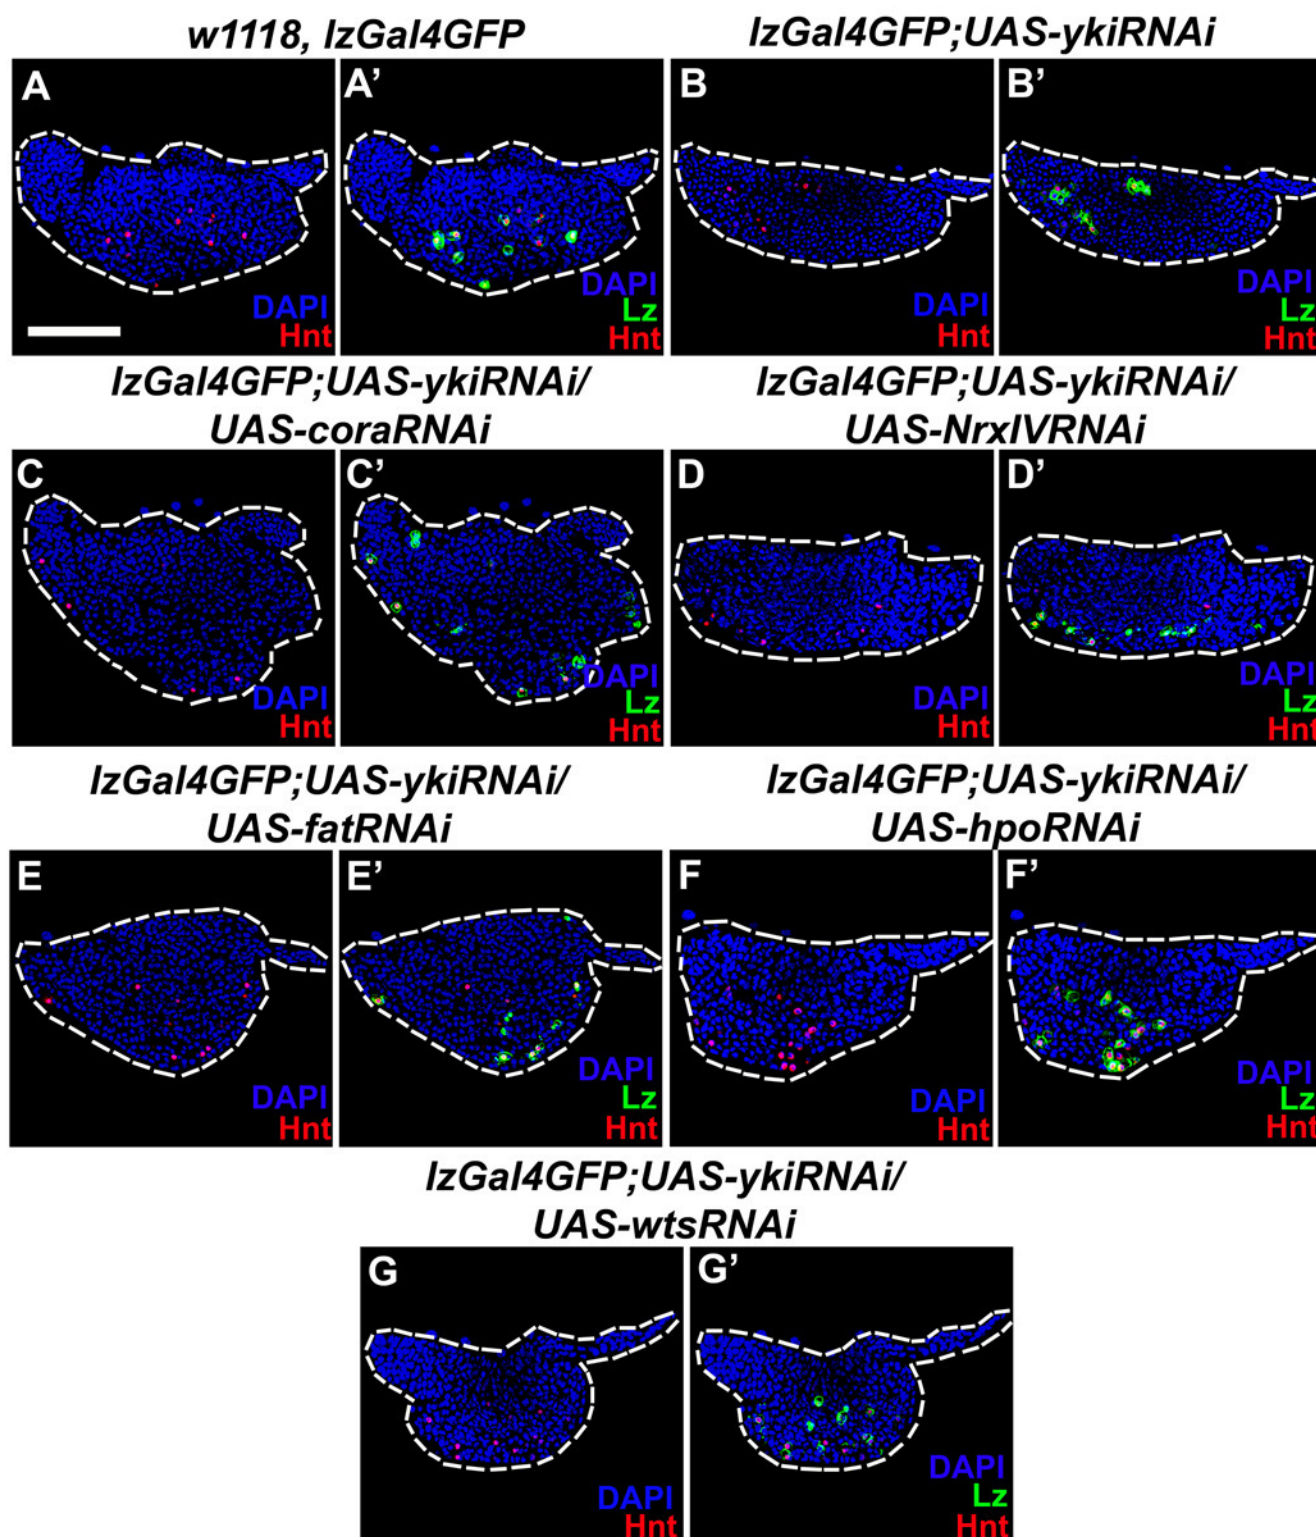 w1118, lzGal4GFP
lzGal4GFP;UAS-ykiRNAi
A
A'
B
B'
DAPI
Hnt
DAPI
Lz
Hnt
DAPI
Hnt
DAPI
Lz
Hnt
lzGal4GFP;UAS-ykiRNAi/
UAS-coraRNAi
lzGal4GFP;UAS-ykiRNAi/
UAS-NrxIVRNAi
C
C'
D
D'
DAPI
Hnt
DAPI
Lz
Hnt
DAPI
Hnt
DAPI
Lz
Hnt
lzGal4GFP;UAS-ykiRNAi/
UAS-fatRNAi
lzGal4GFP;UAS-ykiRNAi/
UAS-hpoRNAi
E
E'
F
F'
DAPI
Hnt
DAPI
Lz
Hnt
DAPI
Hnt
DAPI
Lz
Hnt
lzGal4GFP;UAS-ykiRNAi/
UAS-wtsRNAi
G
G'
DAPI
Hnt
DAPI
Lz
Hnt